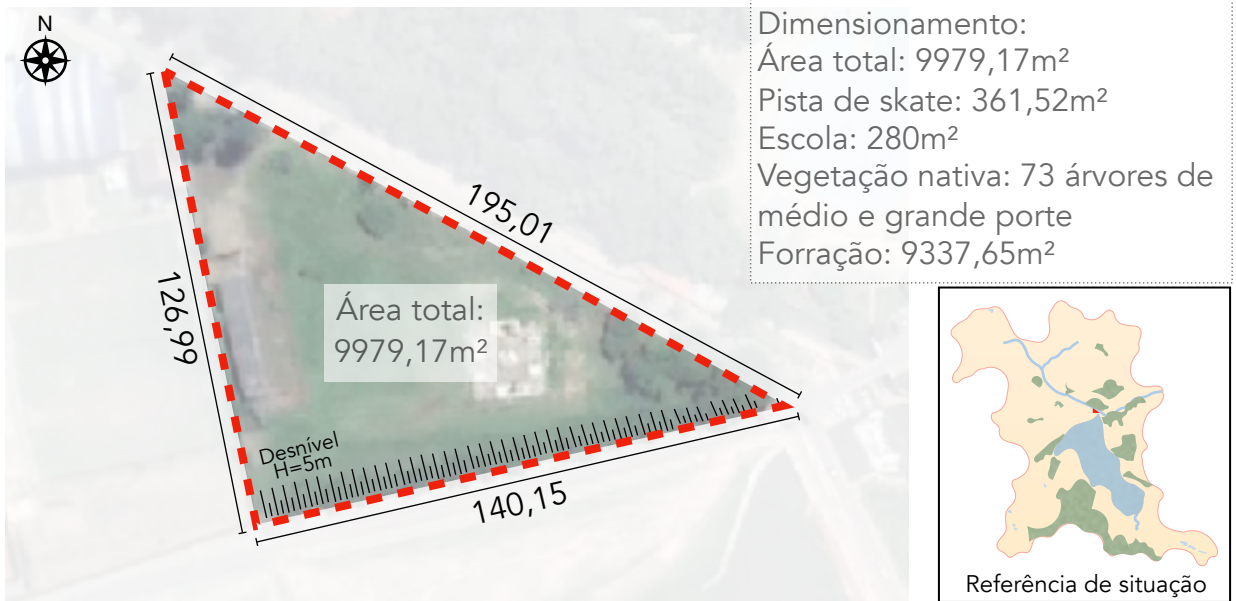 N
Dimensionamento:
Área total: 9979,17m²
Pista de skate: 361,52m²
Escola: 280m²
Vegetação nativa: 73 árvores de
médio e grande porte
Forração: 9337,65m²
195,01
126,99
Área total:
9979,17m²
Desnível
H=5m
140,15
Referência de situação